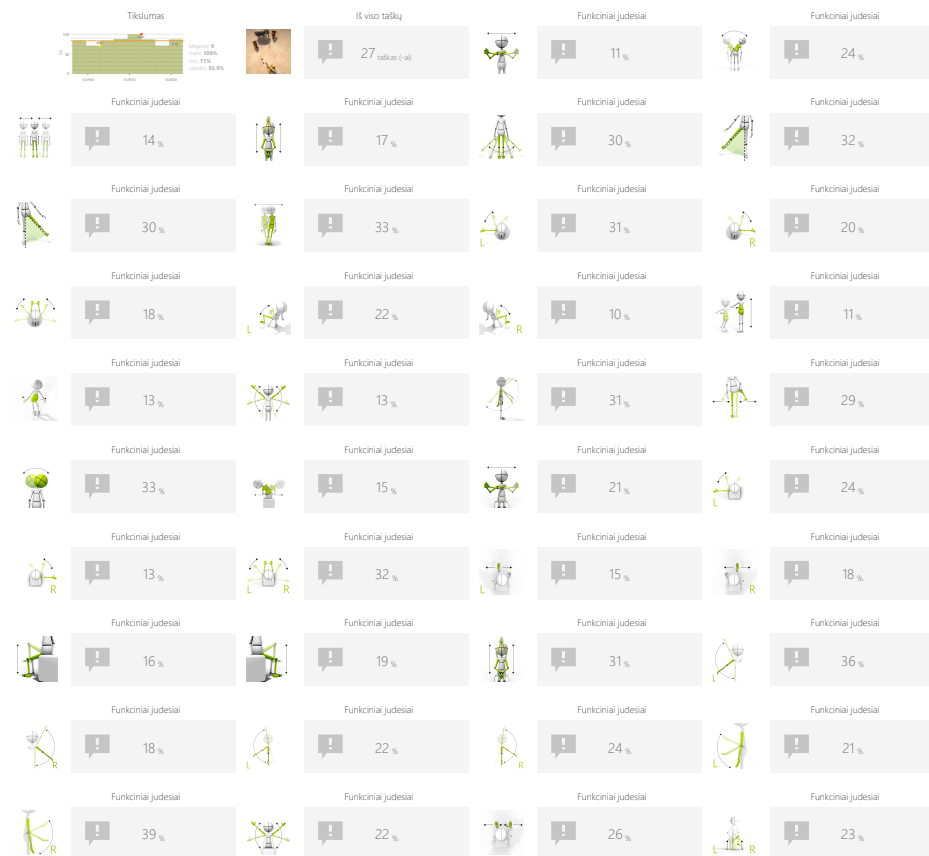 Tikslumas
Iš viso taškų
Funkciniai judesiai
Funkciniai judesiai
100
50
0
27 taškas (-ai)
11 %
24 %
Funkciniai judesiai
Funkciniai judesiai
Funkciniai judesiai
Funkciniai judesiai
14 %
17 %
30 %
32 %
Funkciniai judesiai
Funkciniai judesiai
Funkciniai judesiai
Funkciniai judesiai
30 %
33 %
L
31 %
R
20 %
Funkciniai judesiai
Funkciniai judesiai
Funkciniai judesiai
Funkciniai judesiai
18 %
L
22 %
R
10 %
11 %
Funkciniai judesiai
Funkciniai judesiai
Funkciniai judesiai
Funkciniai judesiai
13 %
13 %
31 %
29 %
Funkciniai judesiai
Funkciniai judesiai
Funkciniai judesiai
Funkciniai judesiai
33 %
15 %
21 %
L
24 %
Funkciniai judesiai
Funkciniai judesiai
Funkciniai judesiai
Funkciniai judesiai
R
13 %
L R
32 %
L
15 %
R
18 %
Funkciniai judesiai
Funkciniai judesiai
Funkciniai judesiai
Funkciniai judesiai
16 %
19 %
31 %
L
36 %
Funkciniai judesiai
Funkciniai judesiai
Funkciniai judesiai
Funkciniai judesiai
R
18 %
L
22 %
R
24 %
L
21 %
Funkciniai judesiai
Funkciniai judesiai
Funkciniai judesiai
Funkciniai judesiai
R
39 %
22 %
26 %
L R
23 %